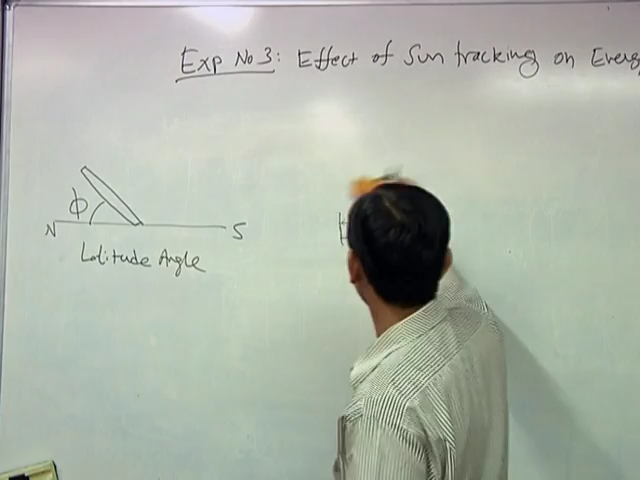 Exp No 3: Effect of Sun tracking on Energ
ϕ
N S
Latitude Angle